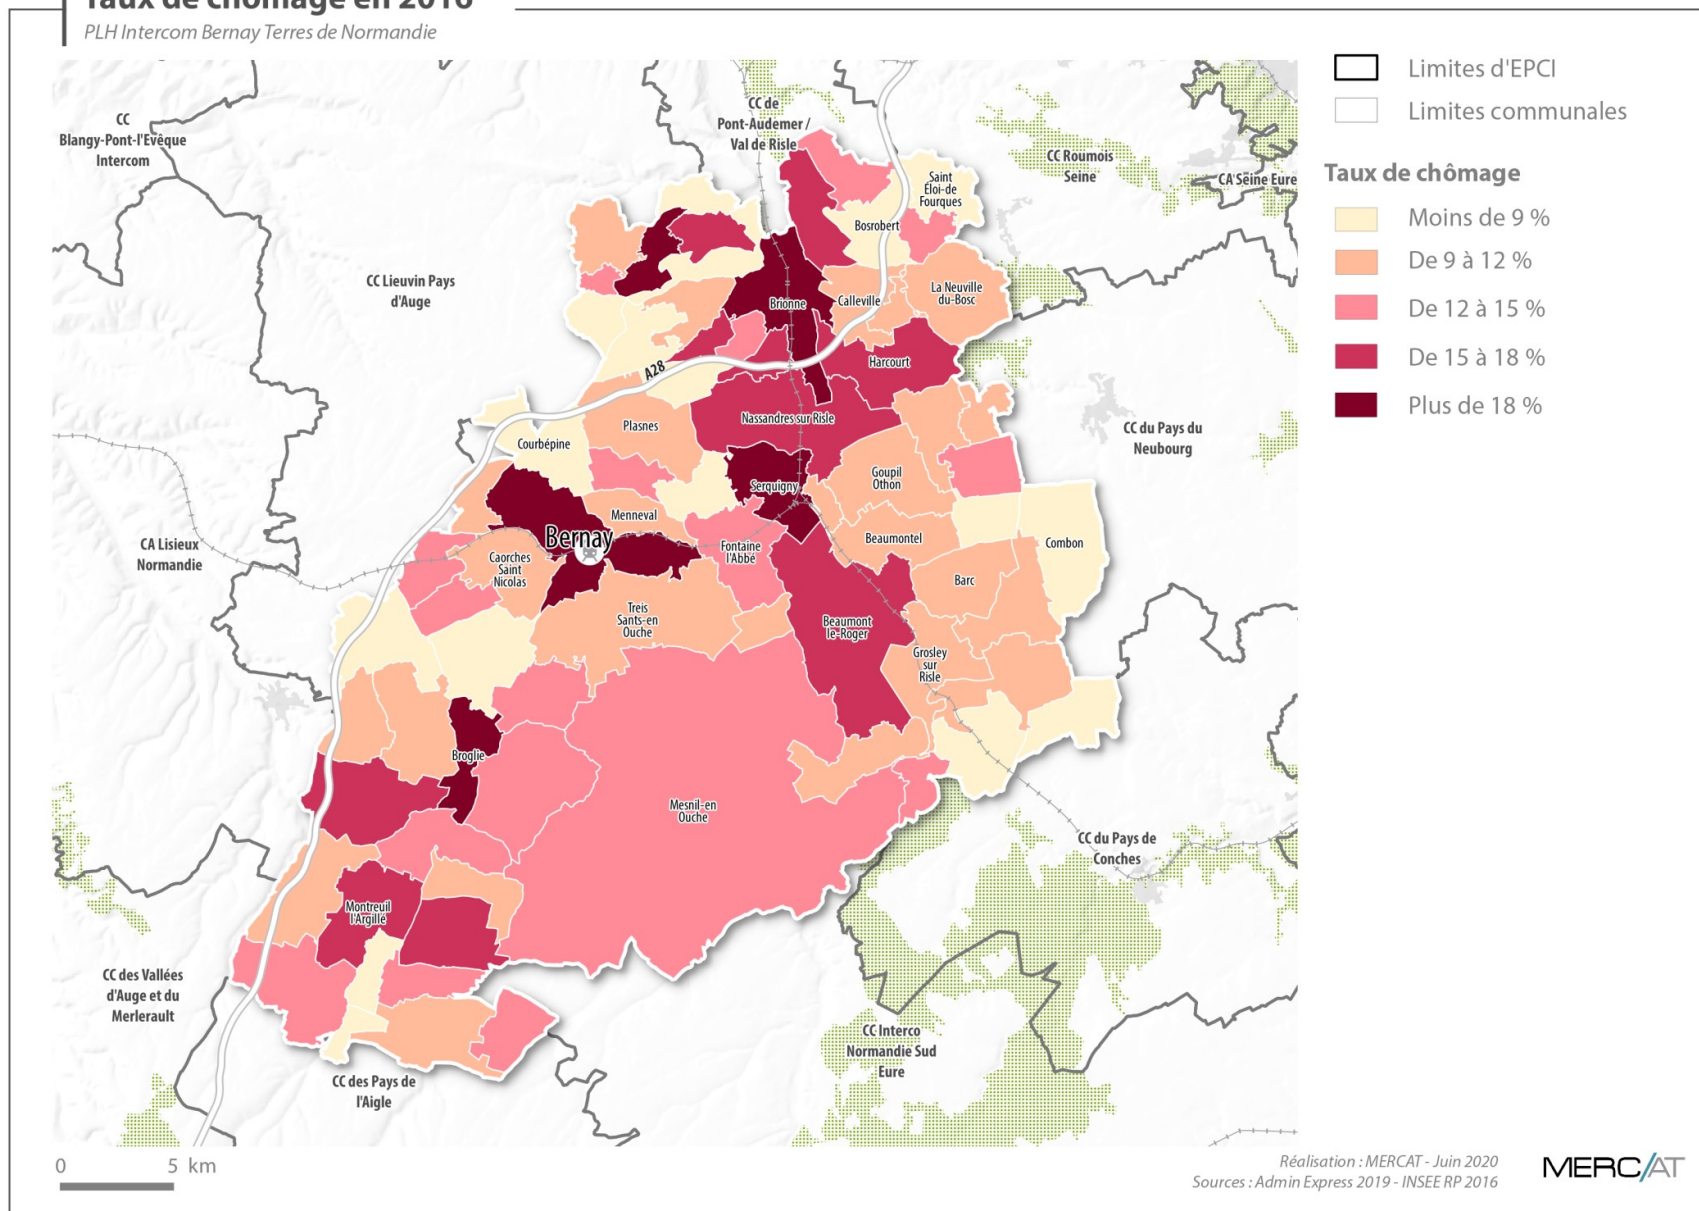 Taux de chômage en 2016
PLH Intercom Bernay Terres de Normandie
Limites d'EPCI
Limites communales
Taux de chômage
Moins de 9 %
De 9 à 12 %
De 12 à 15 %
De 15 à 18 %
Plus de 18 %
CC
Blangy-Pont-l'Evêque
Intercom
CC de
Pont-Audemer /
Val de Risle
CC Roumois
Seine
CA Seine Eure
Saint
Éloi-de
Fourques
Bosrobert
CC Lieuvin Pays
d'Auge
Brionne
Calleville
La Neuville
du-Bosc
A28
Harcourt
Plasnes
Nassandres sur Risle
CC du Pays du
Neubourg
Courbépine
Goupil
Othon
Serquigny
Menneval
Bernay
Beaumontel
Combon
CA Lisieux
Normandie
Caorches
Saint
Nicolas
Fontaine
l'Abbé
Barc
Treis
Sants-en
Ouche
Beaumont
le-Roger
Grosley
sur
Risle
Broglie
Mesnil-en
Ouche
CC du Pays de
Conches
Montreuil
l'Argillé
CC des Vallées
d'Auge et du
Merlerault
CC Interco
Normandie Sud
Eure
CC des Pays de
l'Aigle
0 5 km
Réalisation : MERCAT - Juin 2020
Sources : Admin Express 2019 - INSEE RP 2016
MERC/AT